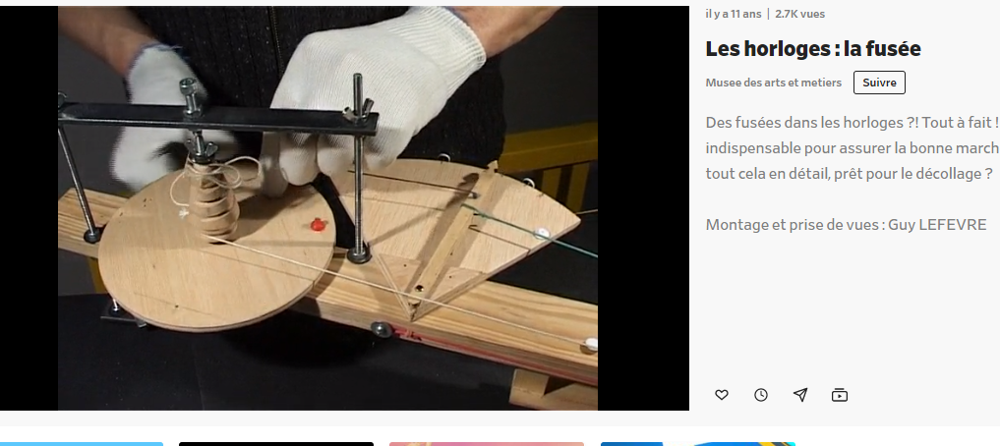 il y a 11 ans | 2.7K vues
Les horloges : la fusée
Musee des arts et metiers Suivre
Des fusées dans les horloges ?! Tout à fait !
indispensable pour assurer la bonne march
tout cela en détail, prêt pour le décollage ?
Montage et prise de vues : Guy LEFEVRE